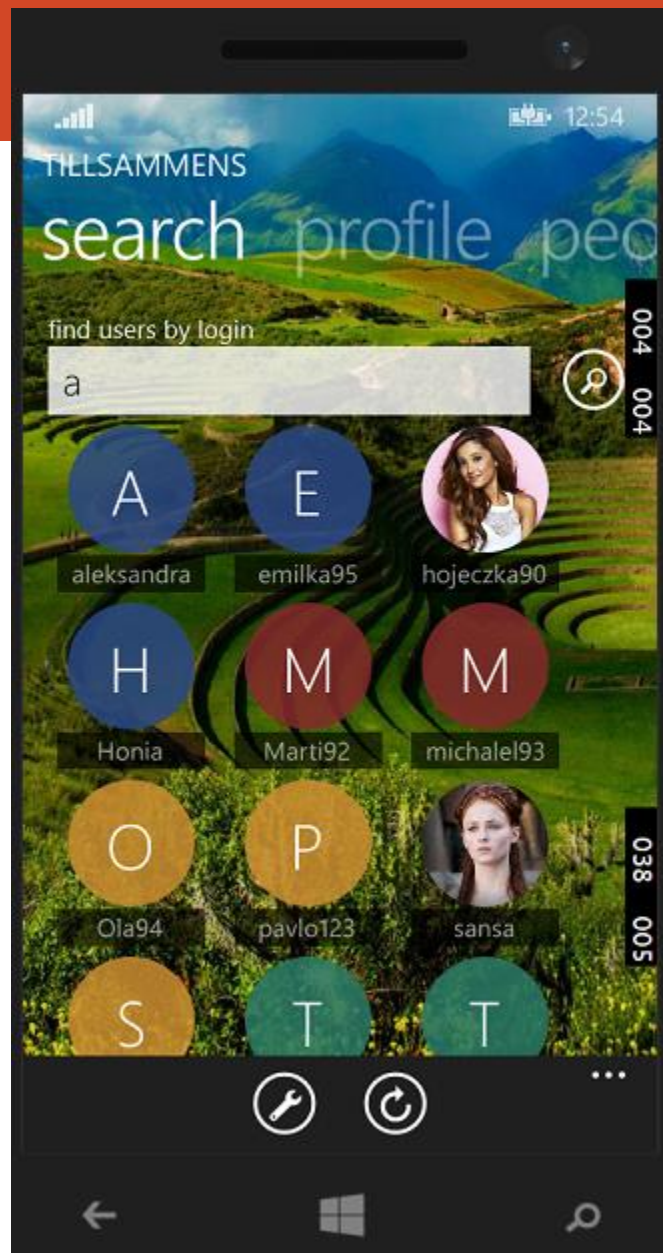 12:54
TILLSAMMENS
search profile peo
find users by login
a
004 004
A E
aleksandra emilka95 hojeczka90
H M M
Honia Marti92 michalel93
O P
Ola94 pavlo123 sansa
038 005
S T T